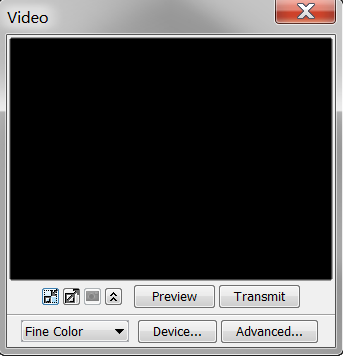 Video
Preview Transmit
Fine Color Device... Advanced...